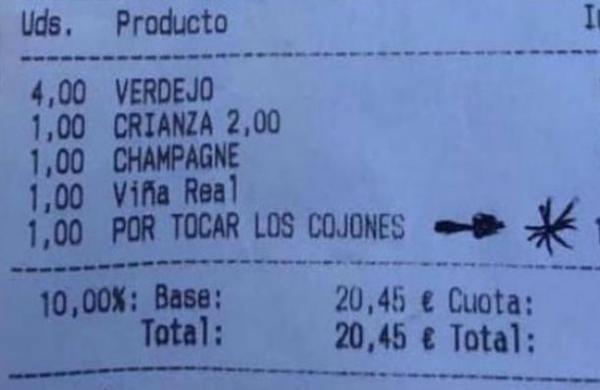 Uds. Producto
4,00 VERDEJO
1,00 CRIANZA 2,00
1,00 CHAMPAGNE
1,00 Viña Real
1,00 POR TOCAR LOS COJONES
10,00%: Base: 20,45 € Cuota:
Total: 20,45 € Total: